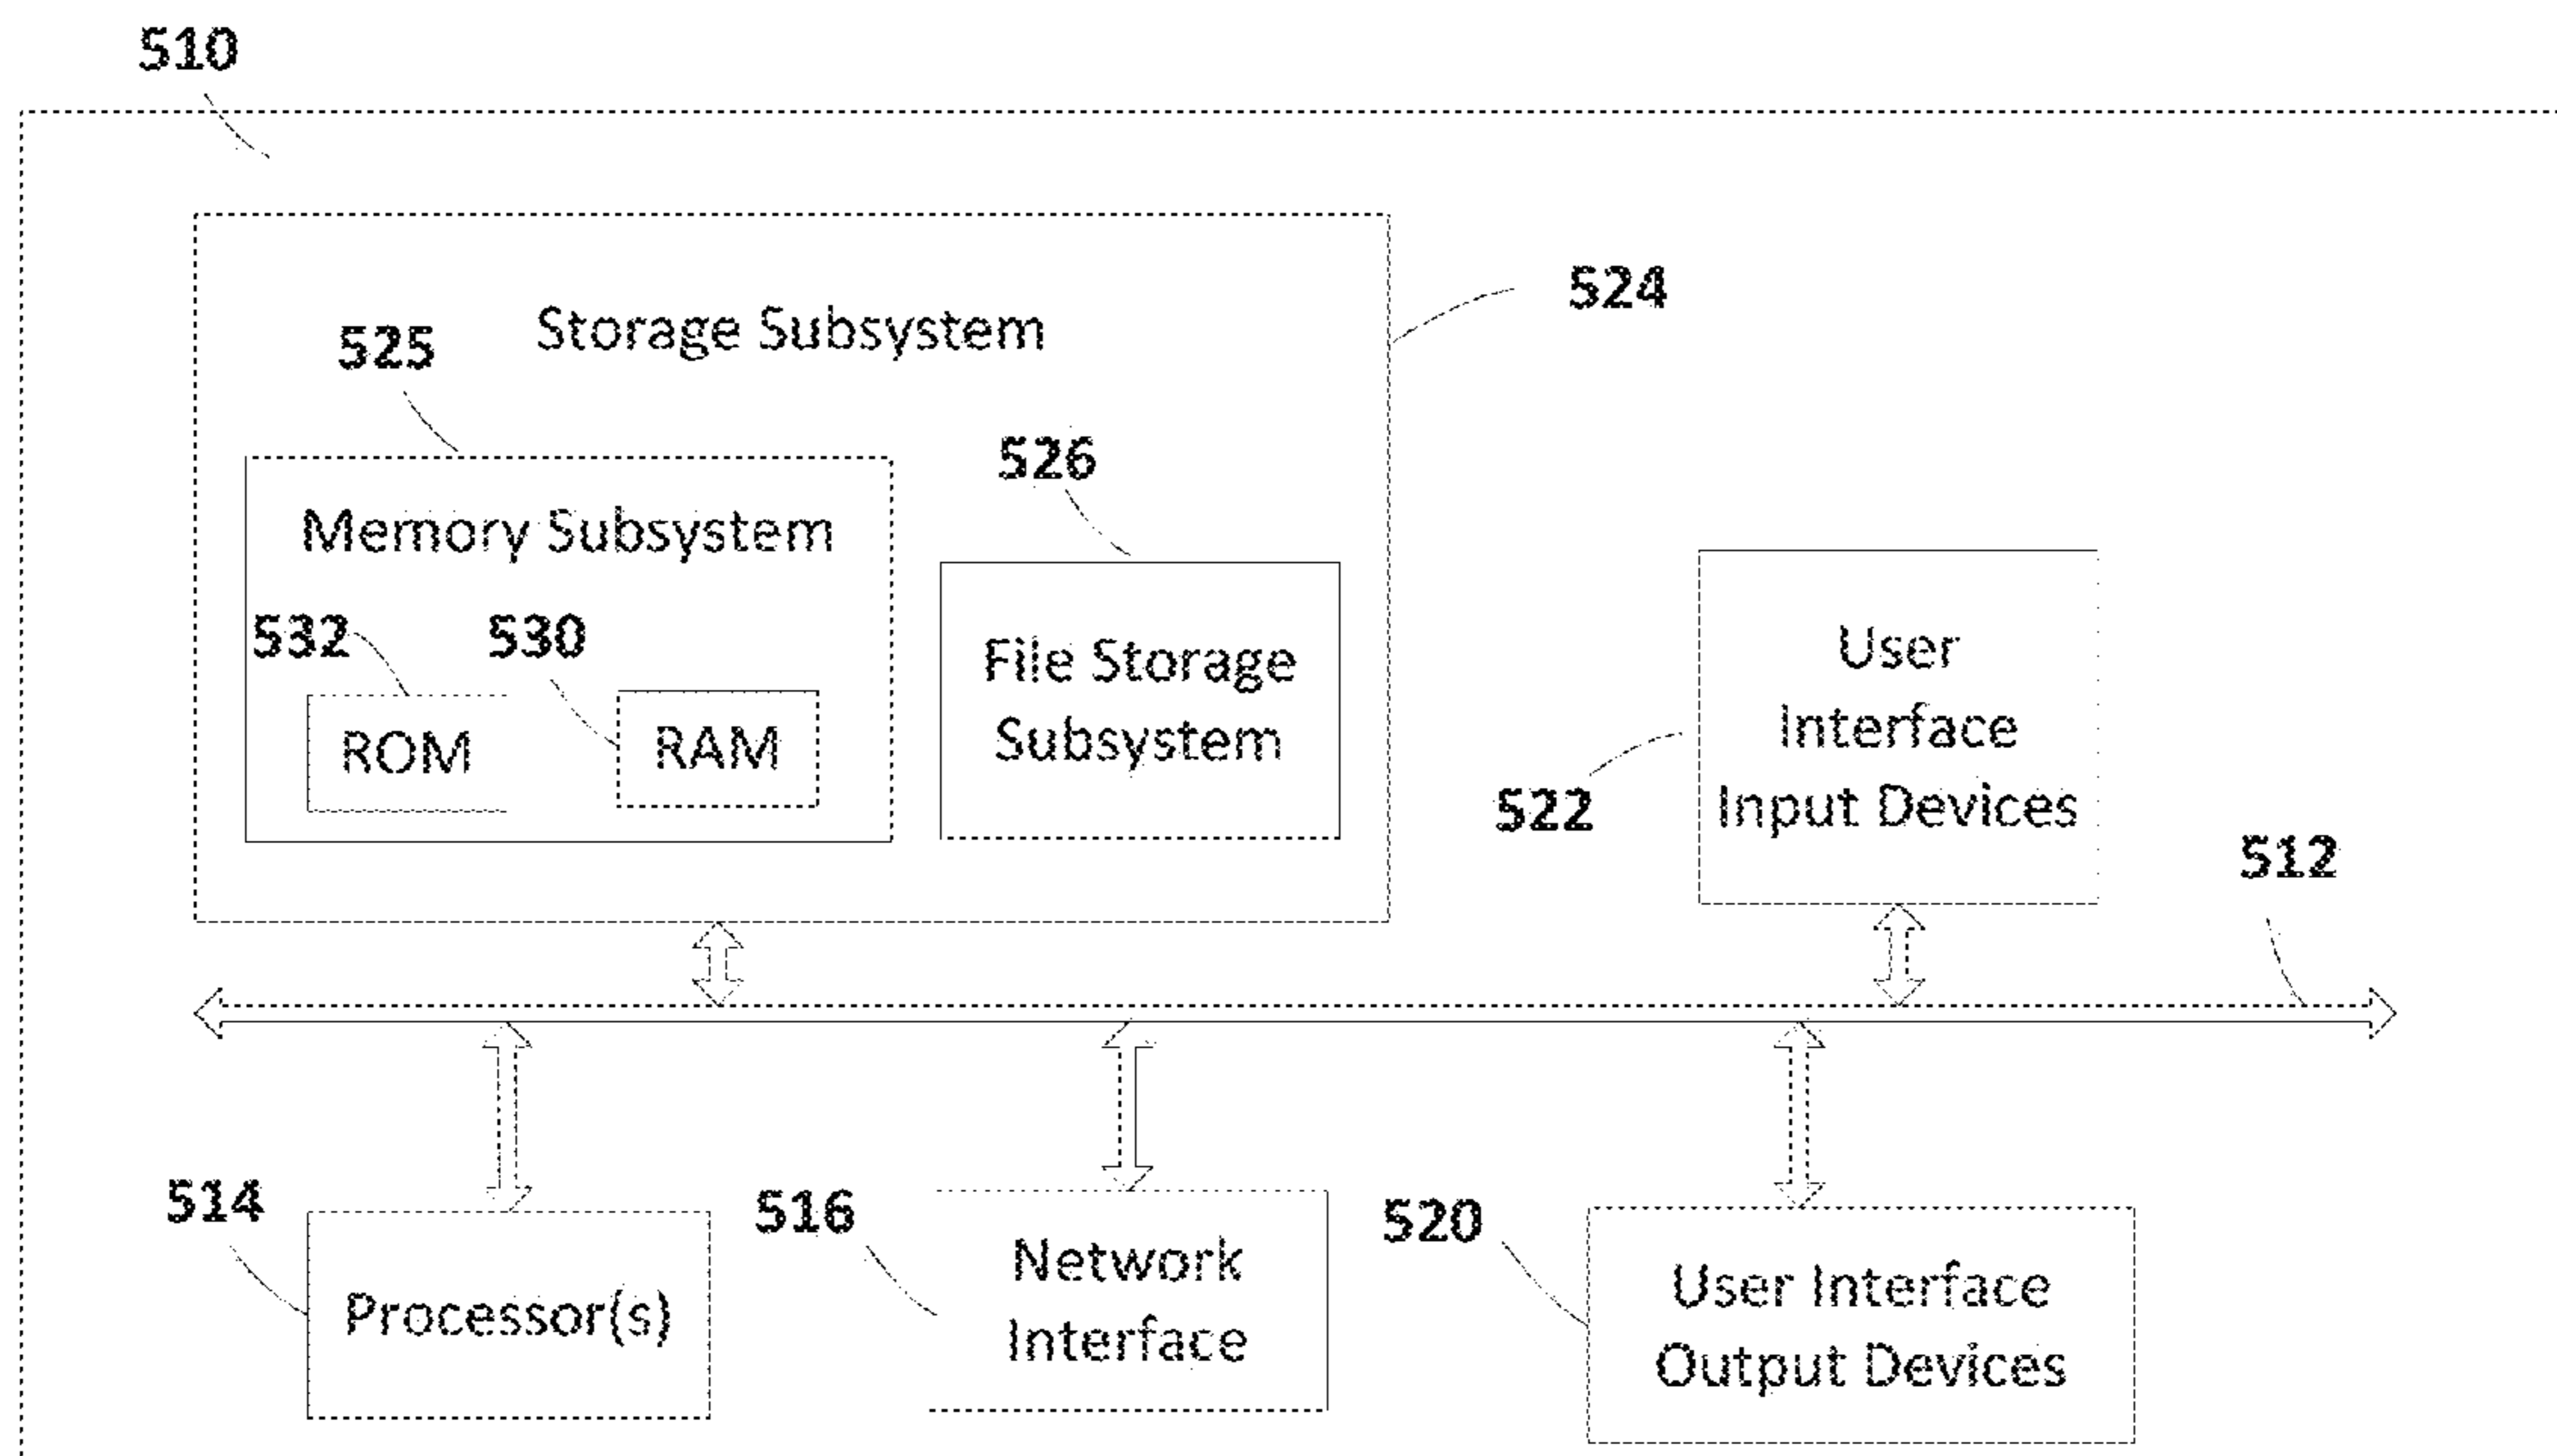 510
524
Storage Subsystem
525
526
Memory Subsystem
532
530
File Storage
Subsystem
ROM
RAM
User
Interface
Input Devices
522
512
514
516
520
Processor(s)
Network
Interface
User Interface
Output Devices